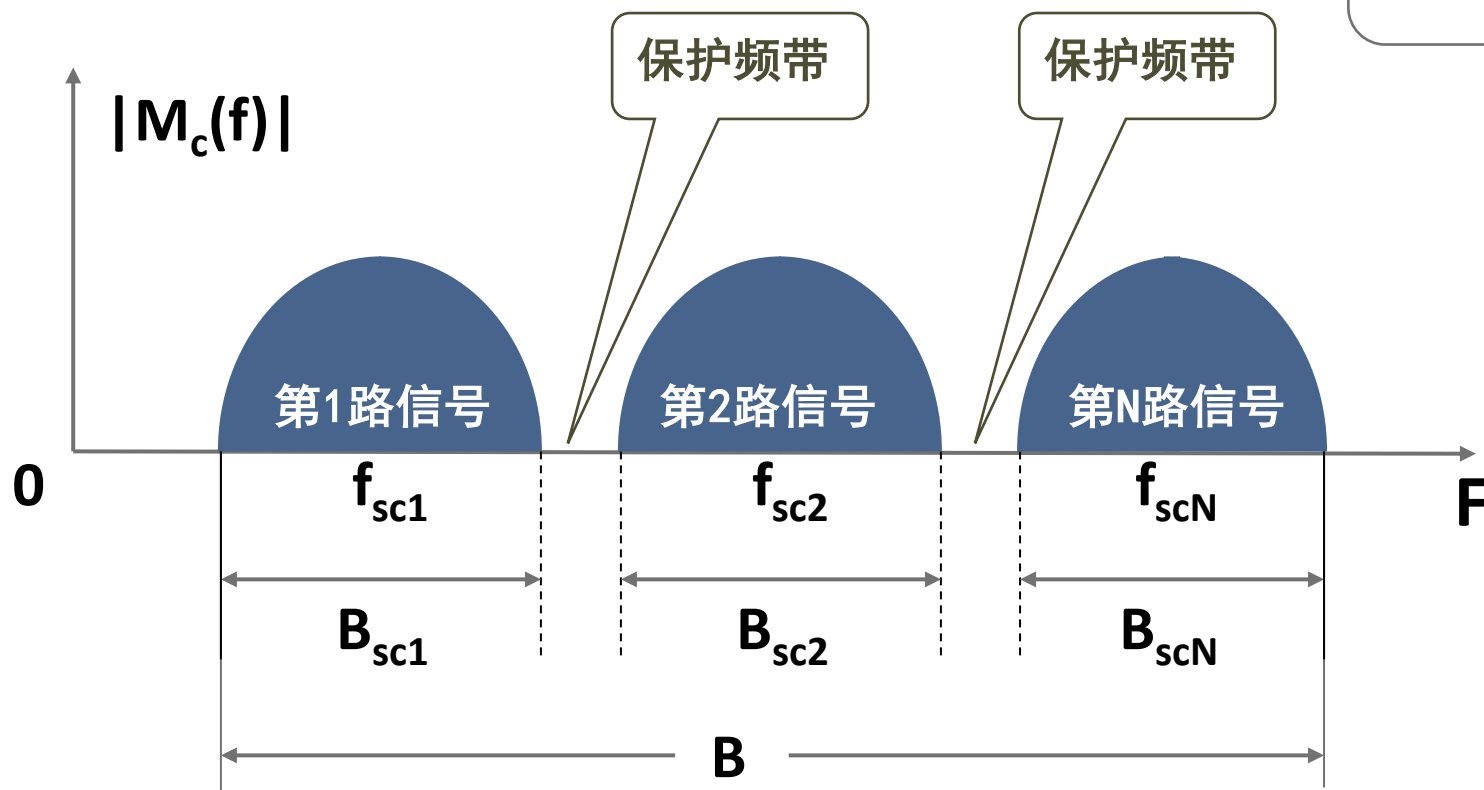 保护频带
保护频带
|Mc(f)|
第1路信号
第2路信号
第N路信号
0
fsc1
fsc2
fscN
F
Bsc1
Bsc2
BscN
B